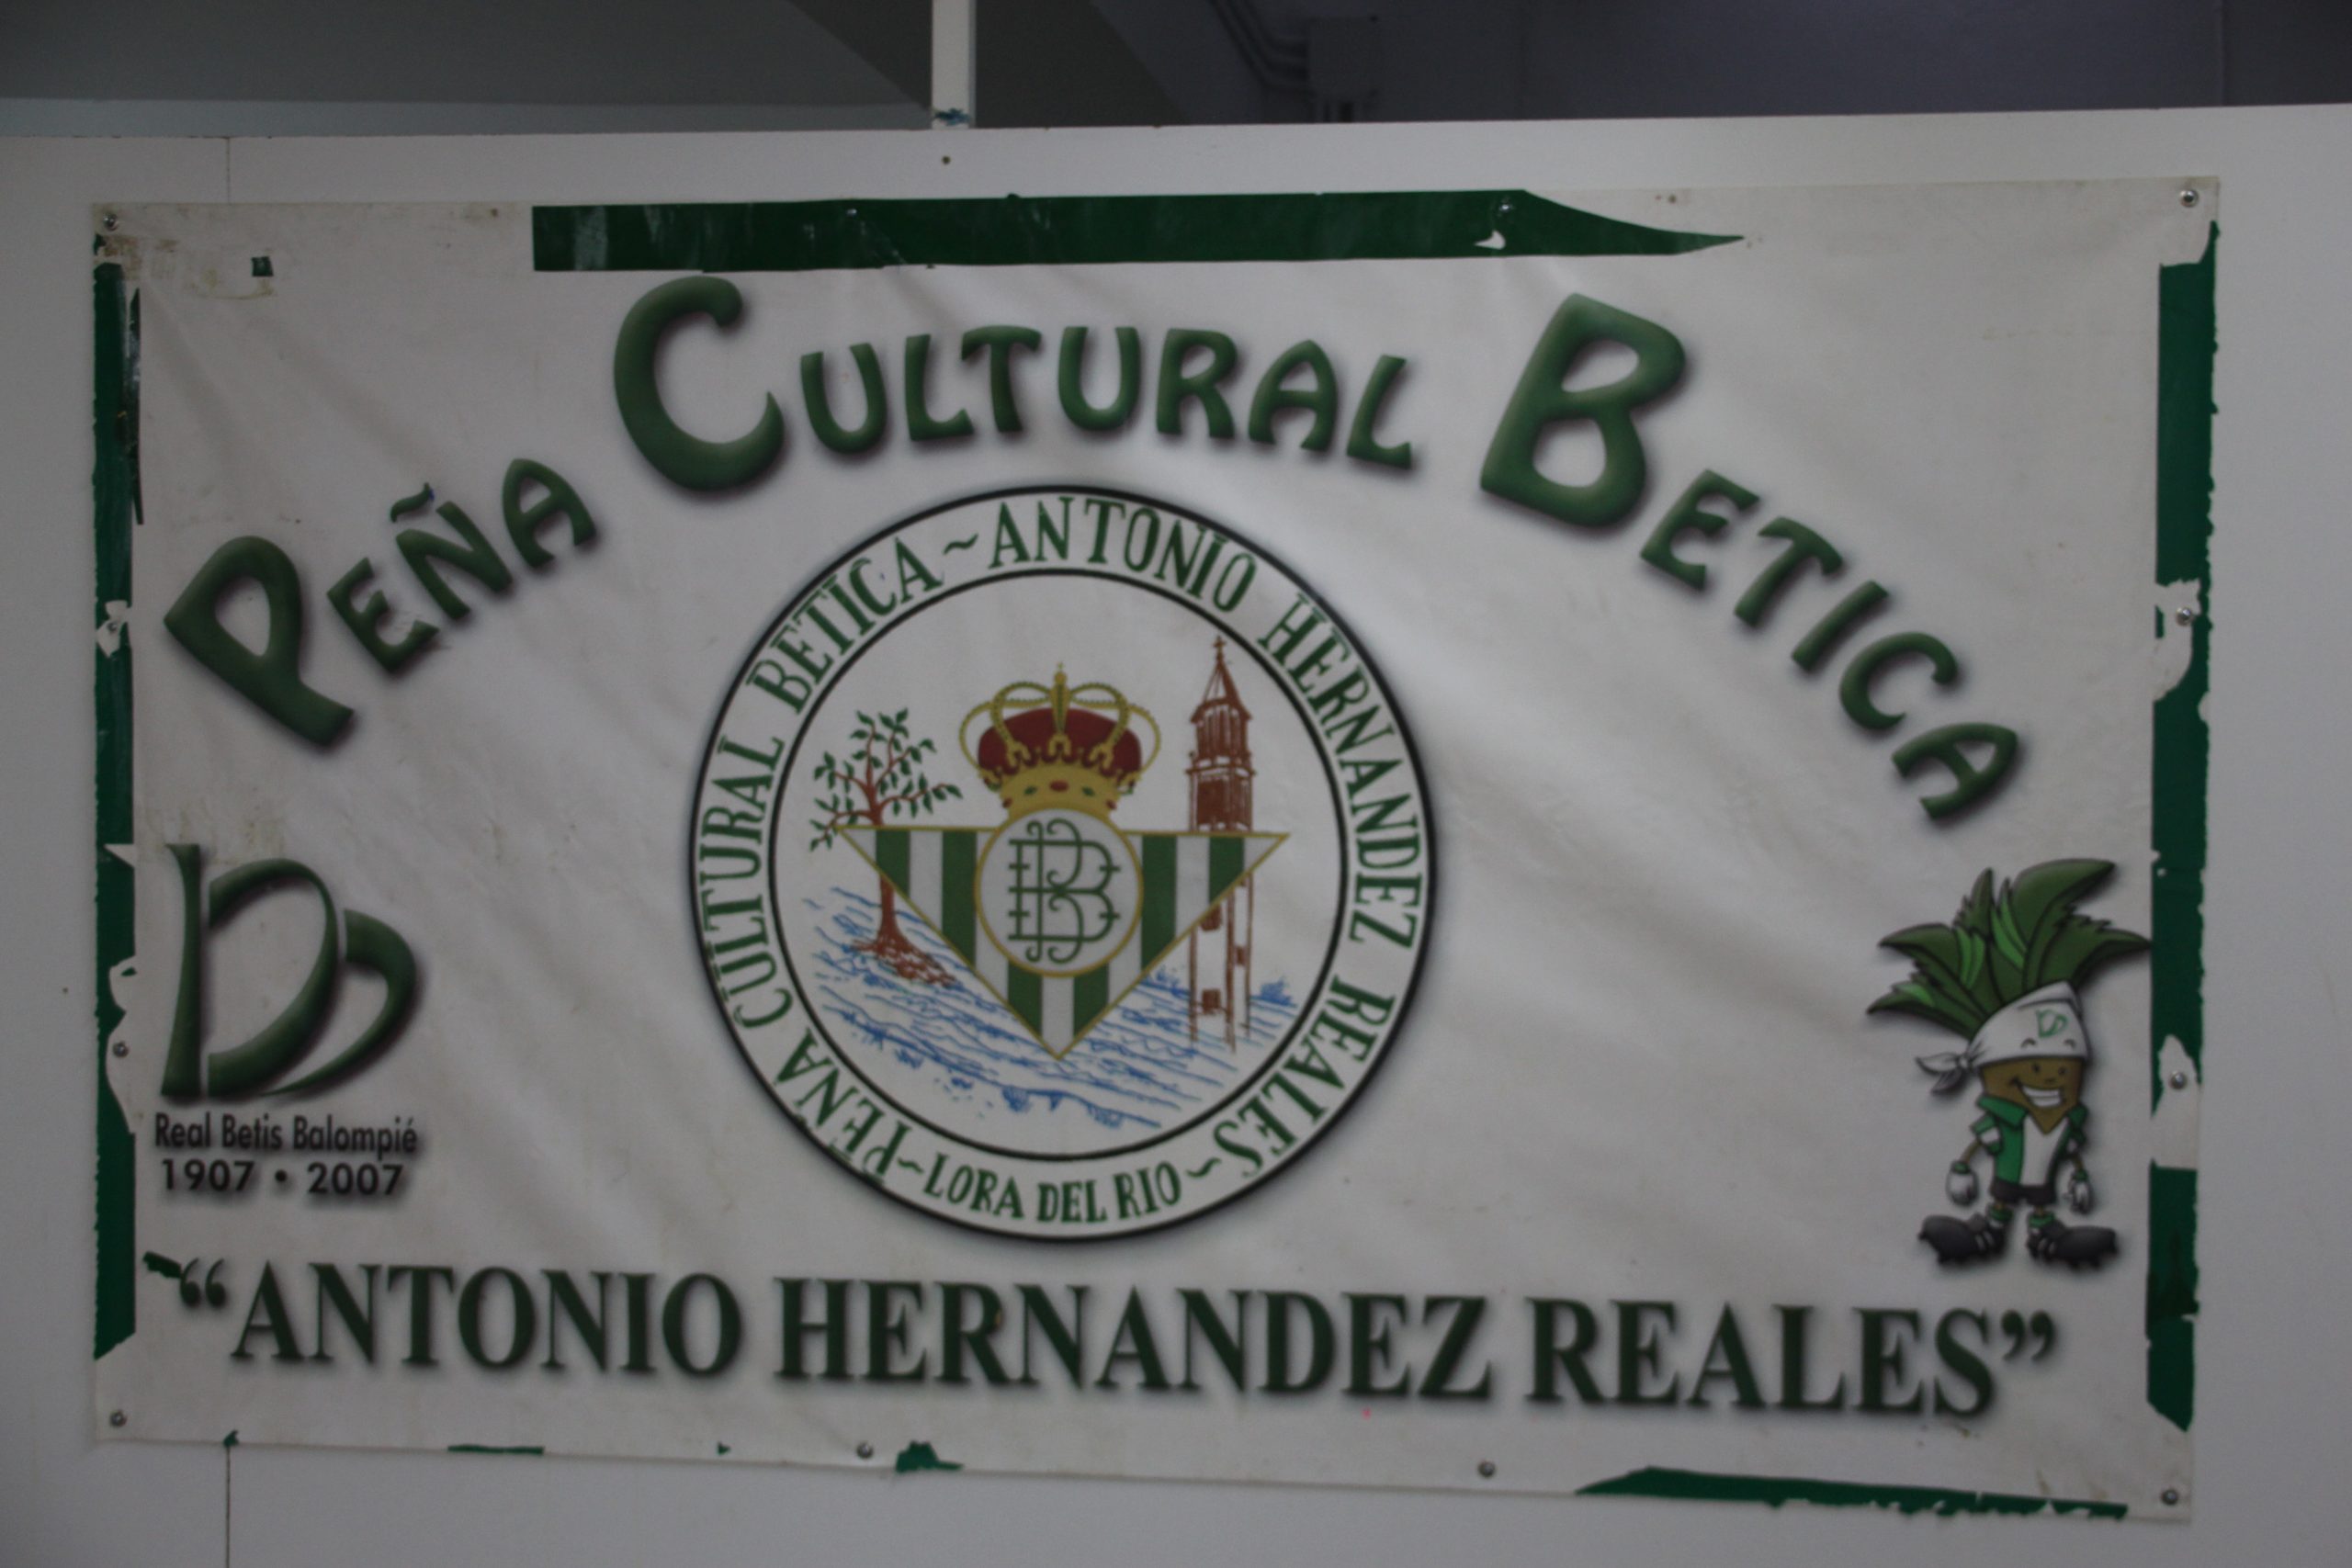 PEÑA CULTURAL BETICA
PEÑA CULTURAL BETICA ~ ANTONIO HERNANDEZ REALES ~
~ LORA DEL RIO ~
BB
Real Betis Balompié
1907 • 2007
“ANTONIO HERNANDEZ REALES”